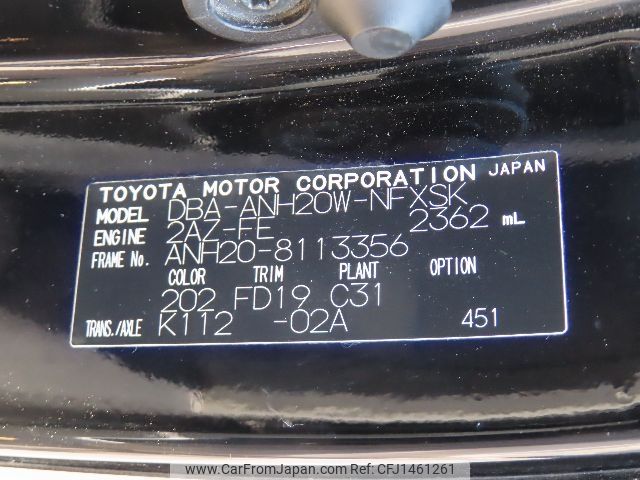 TOYOTA MOTOR CORPORATION JAPAN
MODEL DBA-ANH20W-NFXSK
ENGINE 2AZ-FE 2362 mL
FRAME No. ANH20-8113356
COLOR TRIM PLANT OPTION
202 FD19 C31
TRANS./AXLE K112 -02A 451
www.CarFromJapan.com | REF No: CFJ1461261